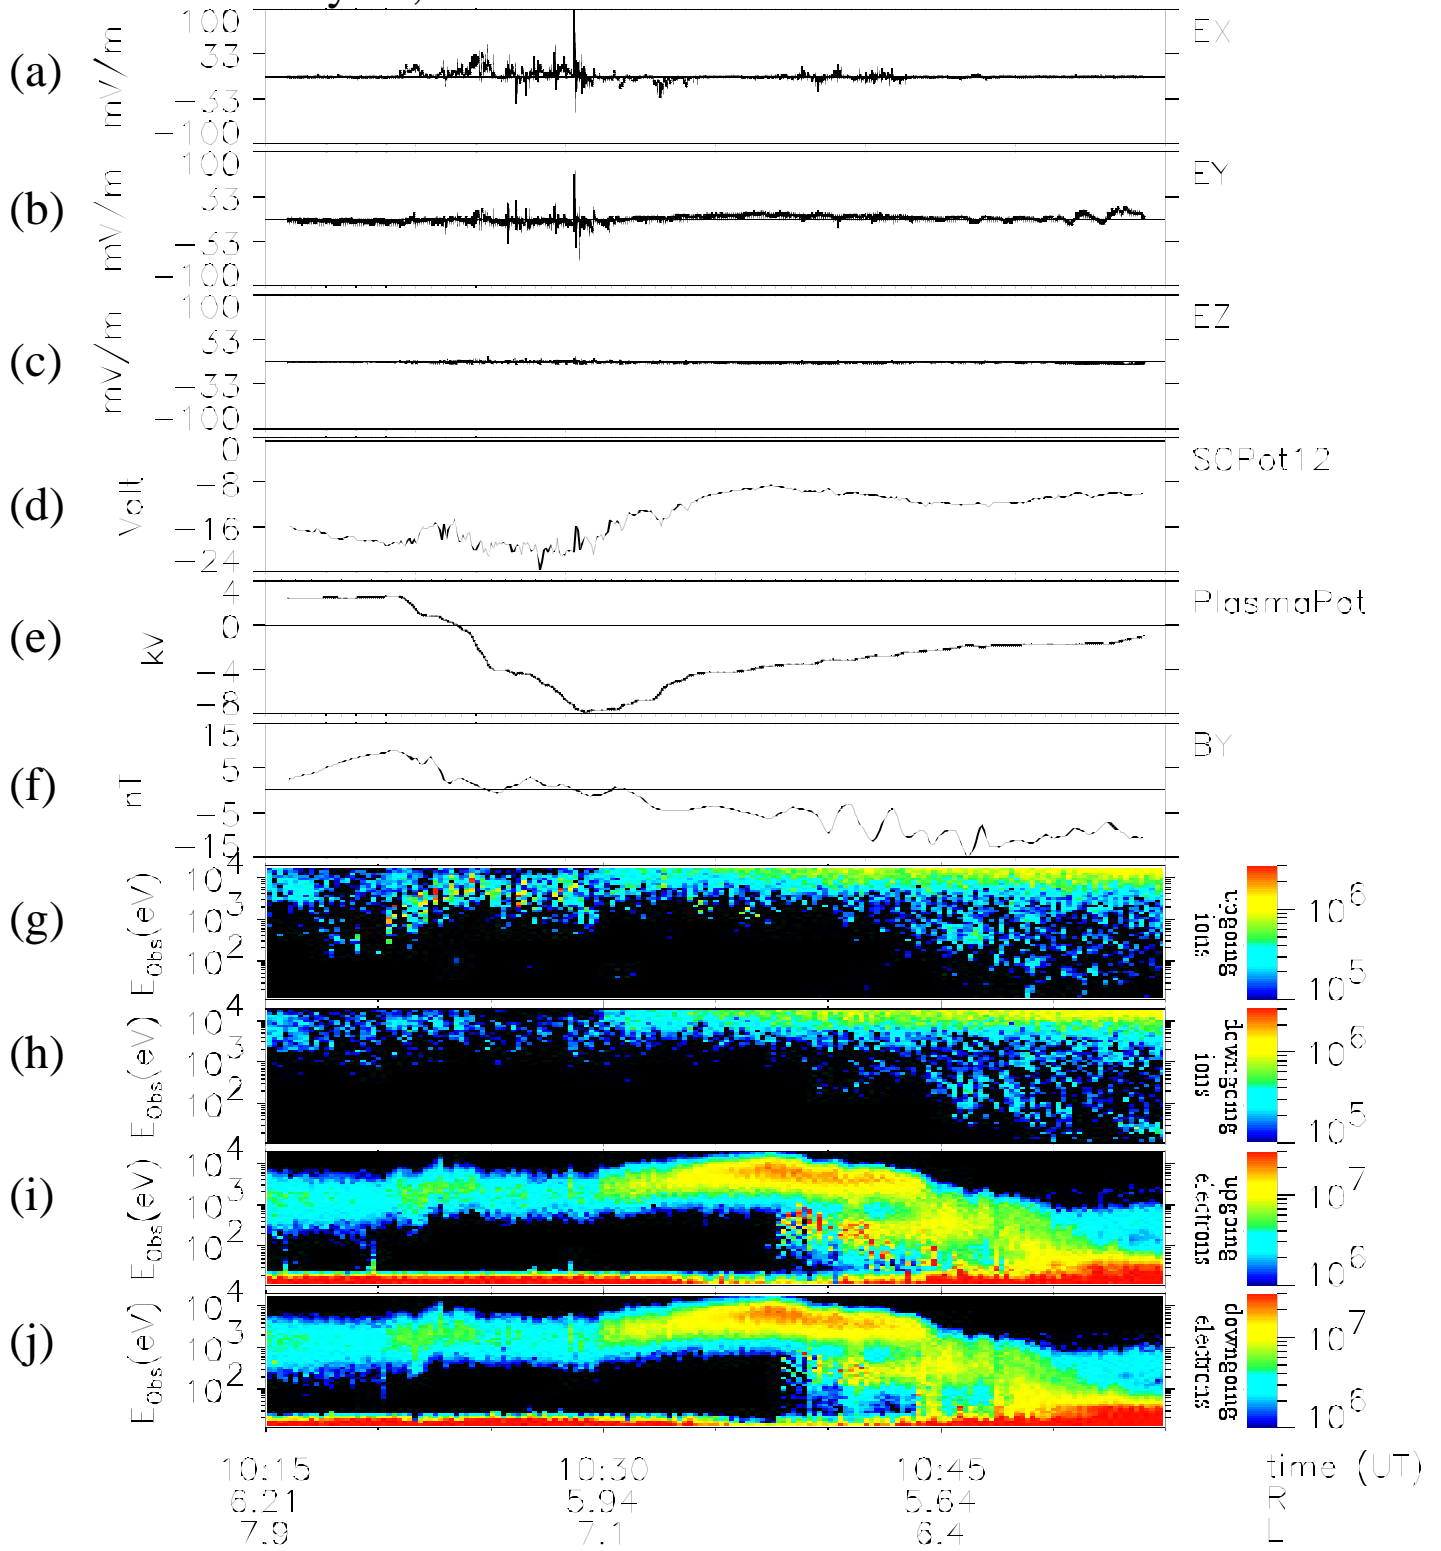 (a) mV/m 100 33 −33 −100 EX
(b) mV/m 100 33 −33 −100 EY
(c) mV/m 100 33 −33 −100 EZ
(d) Volt 0 −8 −16 −24 SCPot12
(e) kV 4 0 −4 −8 PlasmaPot
(f) nT 15 5 −5 −15 BY
(g) E_Obs(eV) 10^4 10^3 10^2 upgoing ions 10^6 10^5
(h) E_Obs(eV) 10^4 10^3 10^2 downgoing ions 10^6 10^5
(i) E_Obs(eV) 10^4 10^3 10^2 upgoing electrons 10^7 10^6
(j) E_Obs(eV) 10^4 10^3 10^2 downgoing electrons 10^7 10^6
10:15 10:30 10:45 time (UT)
6.21 5.94 5.64 R
7.9 7.1 6.4 L